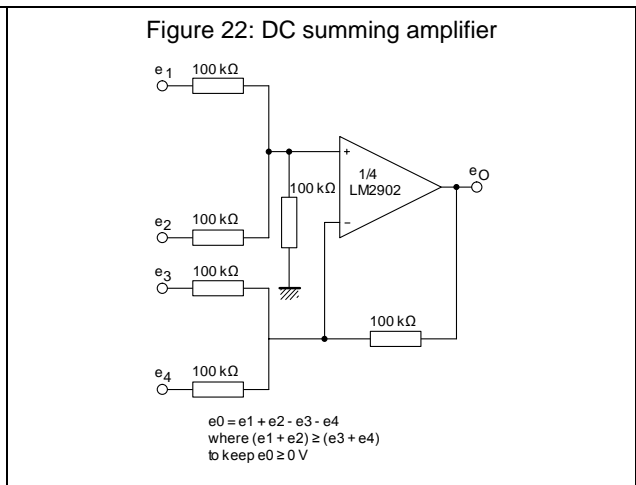 Figure 22: DC summing amplifier
e1 100 kΩ
+
1/4
LM2902
eO
100 kΩ
e2 100 kΩ
–
e3 100 kΩ
100 kΩ
e4 100 kΩ
e0 = e1 + e2 - e3 - e4
where (e1 + e2) ≥ (e3 + e4)
to keep e0 ≥ 0 V